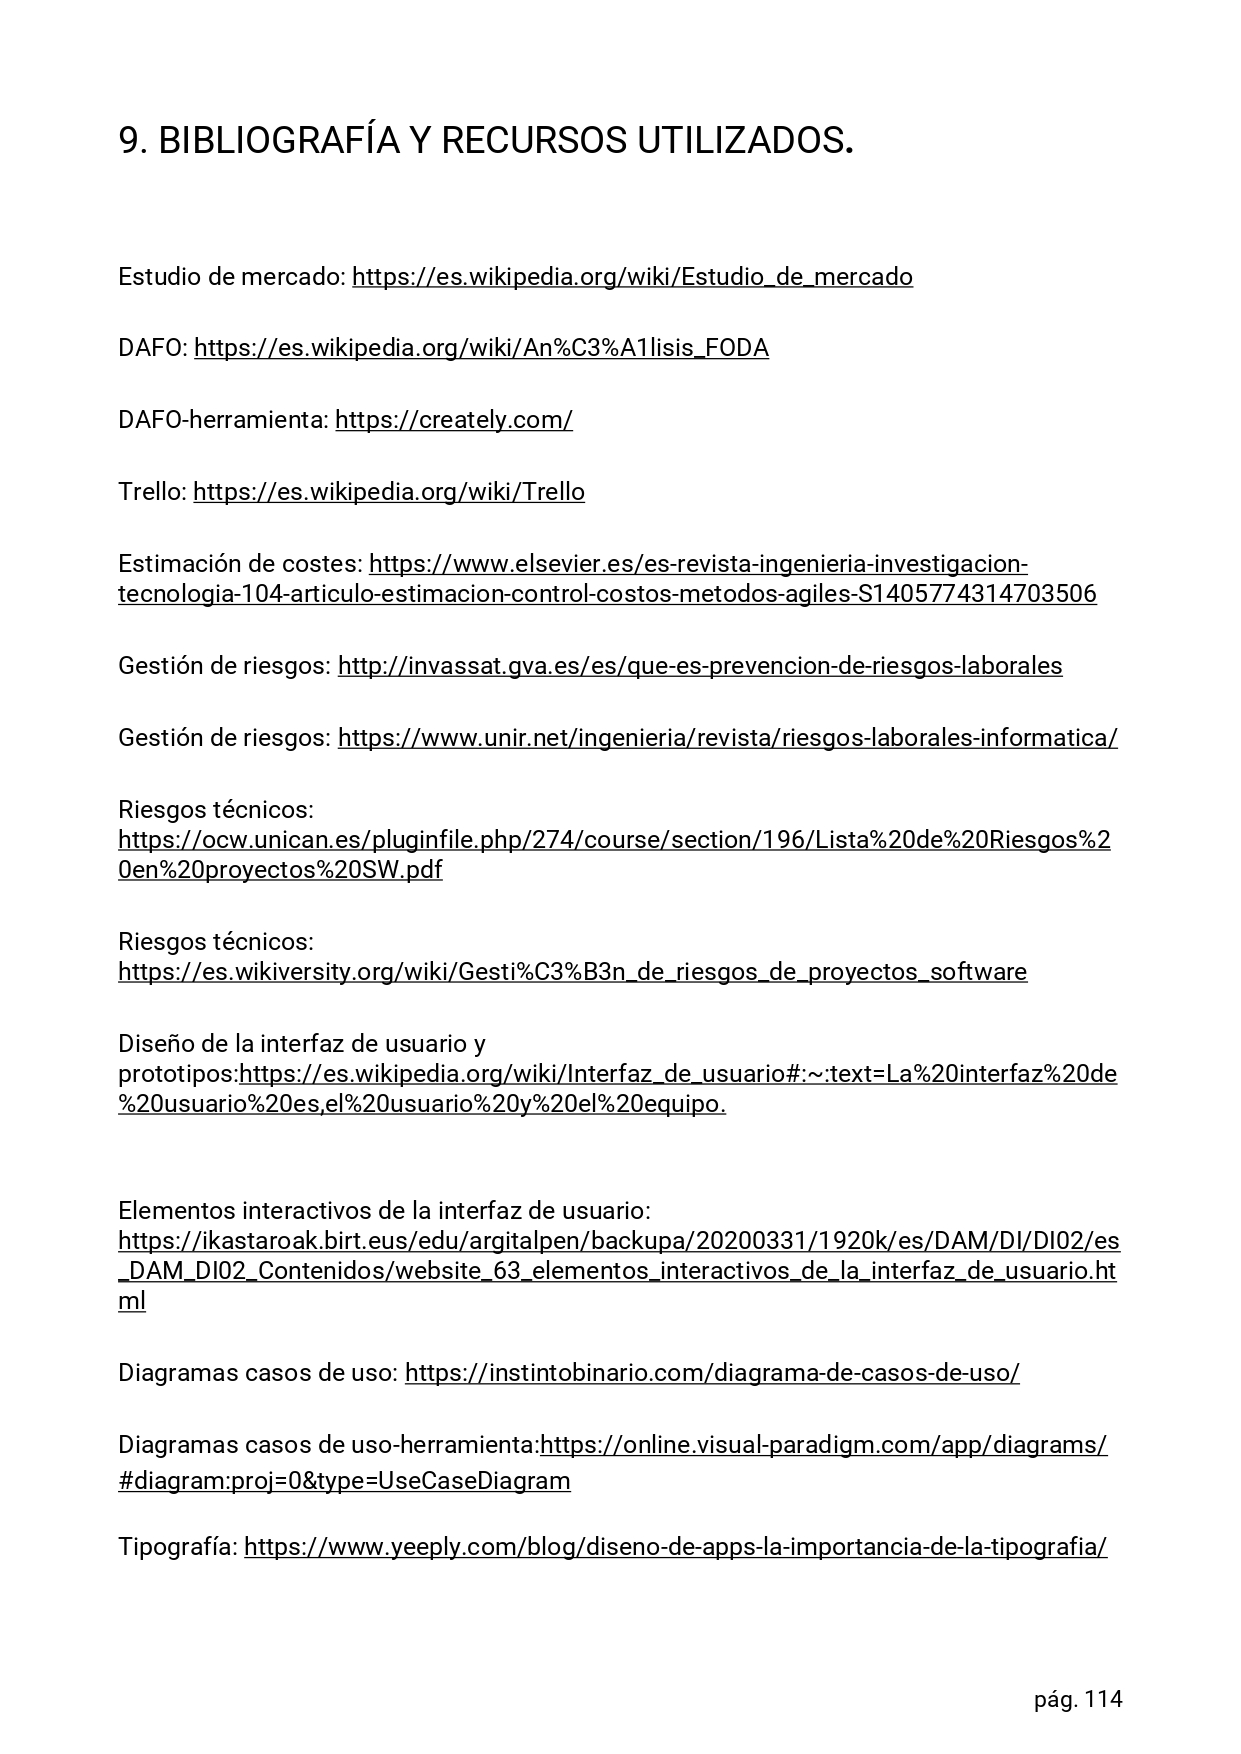 9. BIBLIOGRAFÍA Y RECURSOS UTILIZADOS.
Estudio de mercado: https://es.wikipedia.org/wiki/Estudio_de_mercado
DAFO: https://es.wikipedia.org/wiki/An%C3%A1lisis_FODA
DAFO-herramienta: https://creately.com/
Trello: https://es.wikipedia.org/wiki/Trello
Estimación de costes: https://www.elsevier.es/es-revista-ingenieria-investigacion-
tecnologia-104-articulo-estimacion-control-costos-metodos-agiles-S1405774314703506
Gestión de riesgos: http://invassat.gva.es/es/que-es-prevencion-de-riesgos-laborales
Gestión de riesgos: https://www.unir.net/ingenieria/revista/riesgos-laborales-informatica/
Riesgos técnicos:
https://ocw.unican.es/pluginfile.php/274/course/section/196/Lista%20de%20Riesgos%2
0en%20proyectos%20SW.pdf
Riesgos técnicos:
https://es.wikiversity.org/wiki/Gesti%C3%B3n_de_riesgos_de_proyectos_software
Diseño de la interfaz de usuario y
prototipos:https://es.wikipedia.org/wiki/Interfaz_de_usuario#:~:text=La%20interfaz%20de
%20usuario%20es,el%20usuario%20y%20el%20equipo.
Elementos interactivos de la interfaz de usuario:
https://ikastaroak.birt.eus/edu/argitalpen/backupa/20200331/1920k/es/DAM/DI/DI02/es
_DAM_DI02_Contenidos/website_63_elementos_interactivos_de_la_interfaz_de_usuario.ht
ml
Diagramas casos de uso: https://instintobinario.com/diagrama-de-casos-de-uso/
Diagramas casos de uso-herramienta:https://online.visual-paradigm.com/app/diagrams/
#diagram:proj=0&type=UseCaseDiagram
Tipografía: https://www.yeeply.com/blog/diseno-de-apps-la-importancia-de-la-tipografia/
pág. 114